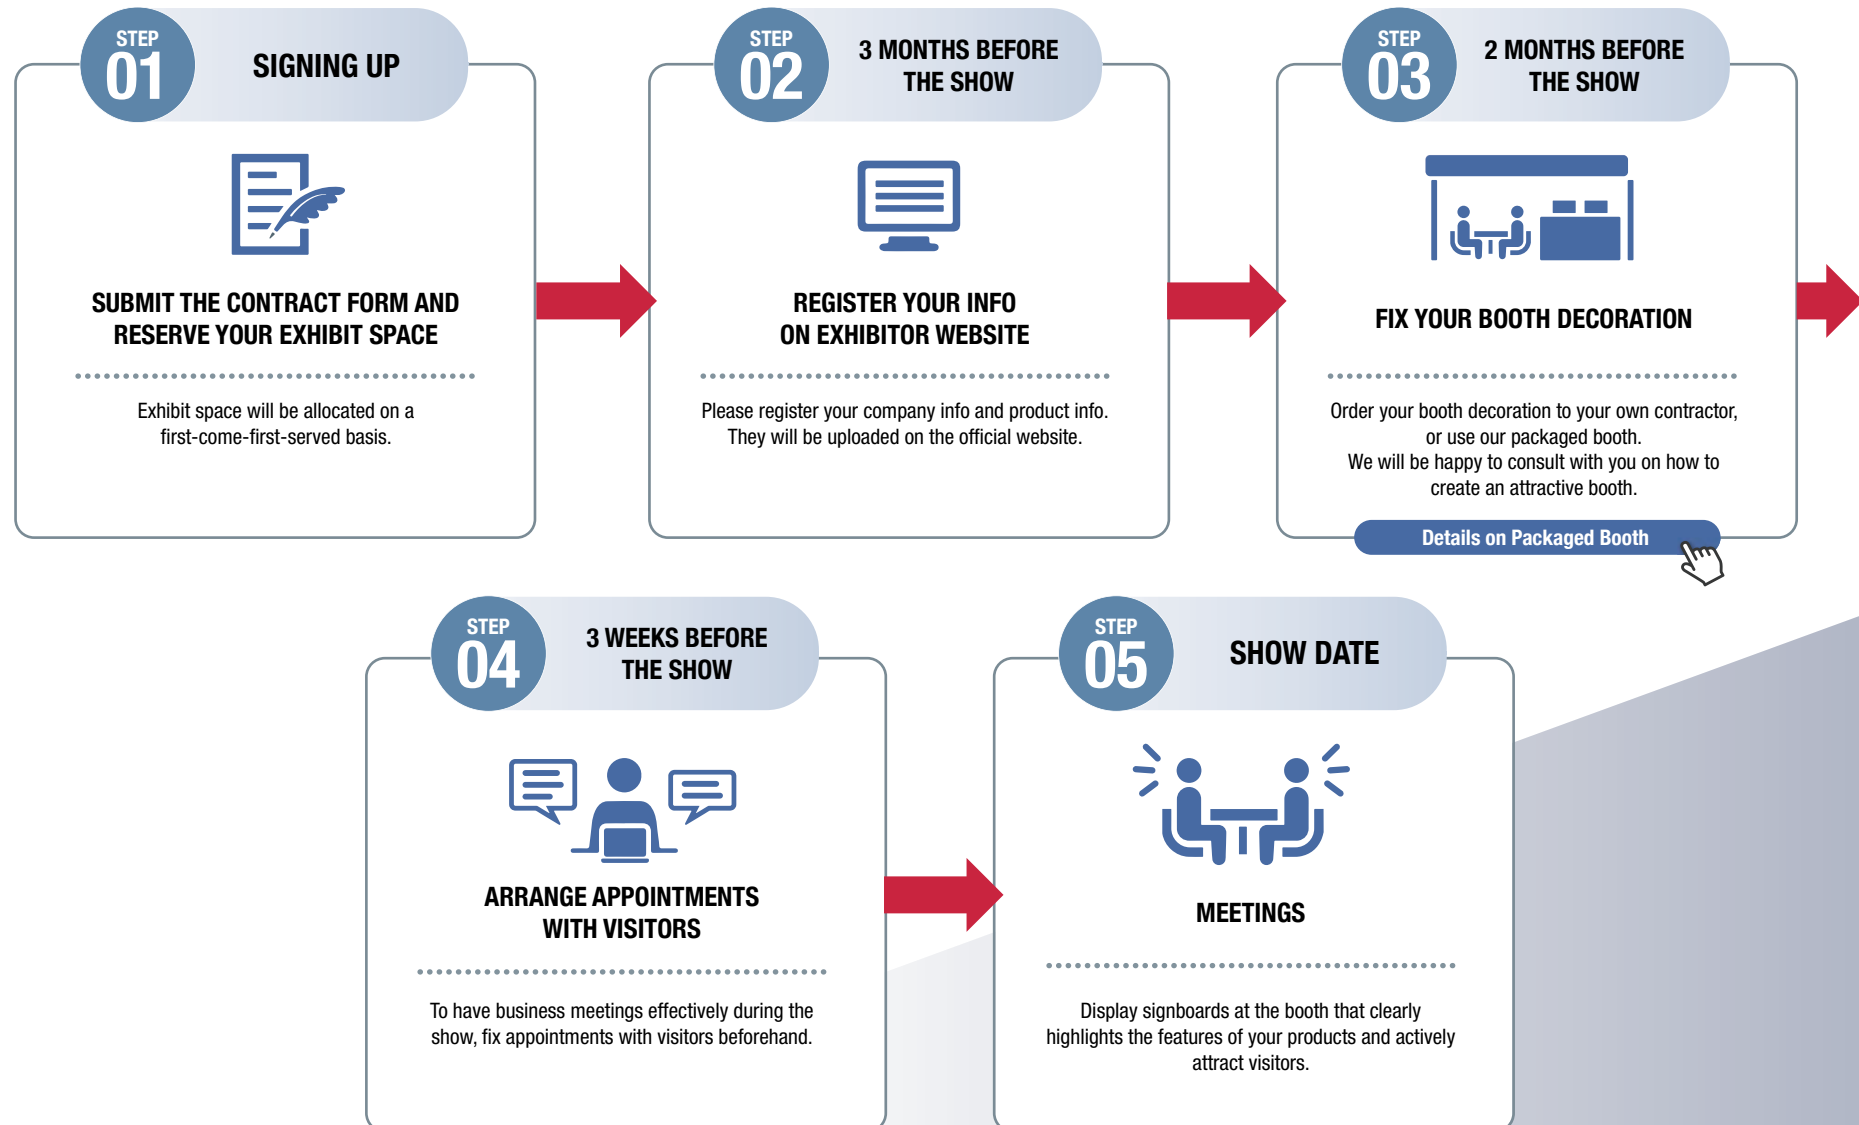 STEP
01
SIGNING UP
SUBMIT THE CONTRACT FORM AND
RESERVE YOUR EXHIBIT SPACE
Exhibit space will be allocated on a
first-come-first-served basis.
STEP
02
3 MONTHS BEFORE
THE SHOW
REGISTER YOUR INFO
ON EXHIBITOR WEBSITE
Please register your company info and product info.
They will be uploaded on the official website.
STEP
03
2 MONTHS BEFORE
THE SHOW
FIX YOUR BOOTH DECORATION
Order your booth decoration to your own contractor,
or use our packaged booth.
We will be happy to consult with you on how to
create an attractive booth.
Details on Packaged Booth
STEP
04
3 WEEKS BEFORE
THE SHOW
ARRANGE APPOINTMENTS
WITH VISITORS
To have business meetings effectively during the
show, fix appointments with visitors beforehand.
STEP
05
SHOW DATE
MEETINGS
Display signboards at the booth that clearly
highlights the features of your products and actively
attract visitors.